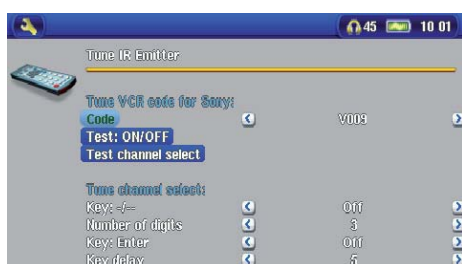 45 10 01
Tune IR Emitter
Tune VCR code for Sony:
Code V009
Test: ON/OFF
Test channel select
Tune channel select:
Key: -/-- Off
Number of digits 3
Key: Enter Off
Key delay 5